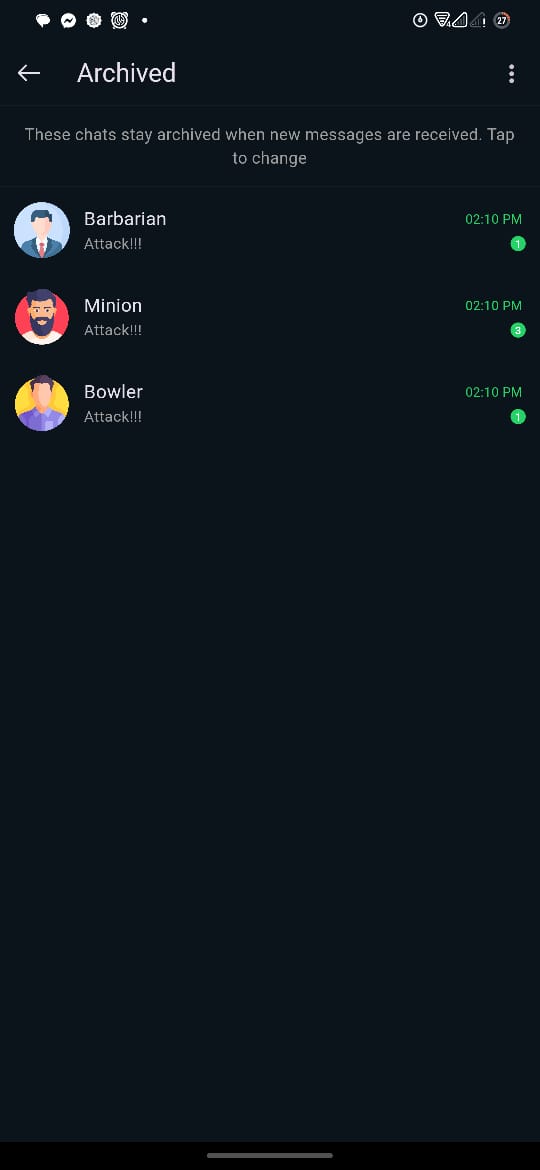 27
Archived
These chats stay archived when new messages are received. Tap
to change
Barbarian 02:10 PM
Attack!!! 1
Minion 02:10 PM
Attack!!! 3
Bowler 02:10 PM
Attack!!! 1